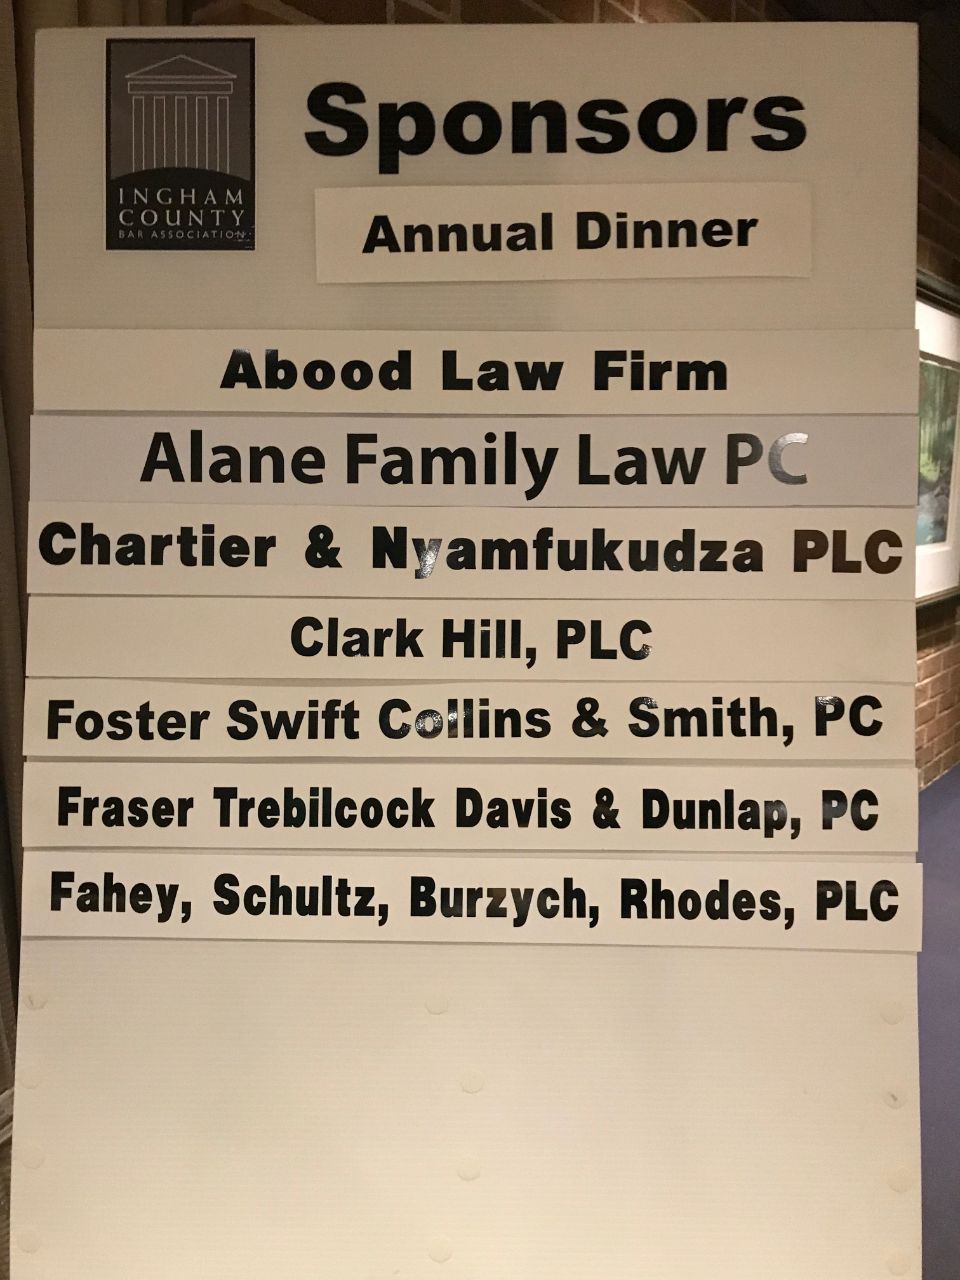 INGHAM
COUNTY
BAR ASSOCIATION
Sponsors
Annual Dinner
Abood Law Firm
Alane Family Law PC
Chartier & Nyamfukudza PLC
Clark Hill, PLC
Foster Swift Collins & Smith, PC
Fraser Trebilcock Davis & Dunlap, PC
Fahey, Schultz, Burzych, Rhodes, PLC